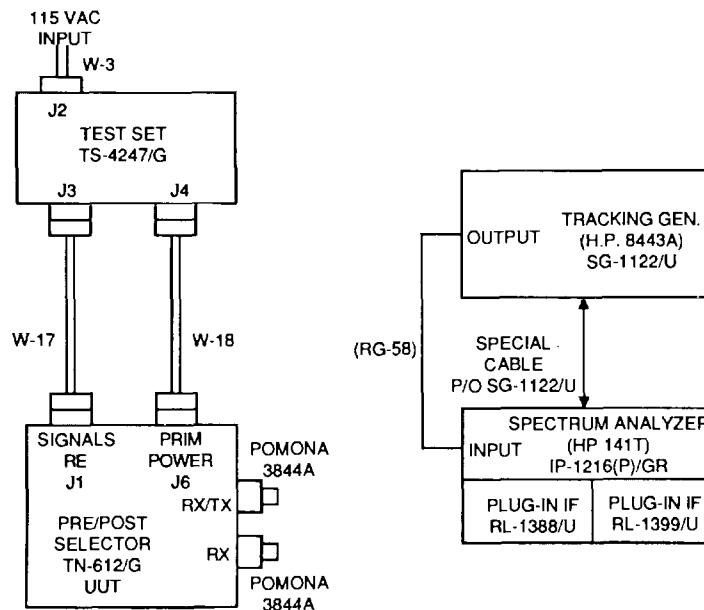 115 VAC
INPUT
W-3
J2
TEST SET
TS-4247/G
J3
J4
W-17
W-18
SIGNALS
RE
J1
PRIM
POWER
J6
POMONA
3844A
RX/TX
PRE/POST
SELECTOR
TN-612/G
UUT
RX
POMONA
3844A
TRACKING GEN.
(H.P. 8443A)
SG-1122/U
OUTPUT
(RG-58)
SPECIAL
CABLE
P/O SG-1122/U
SPECTRUM ANALYZER
(HP 141T)
IP-1216(P)/GR
INPUT
PLUG-IN IF
RL-1388/U
PLUG-IN IF
RL-1399/U